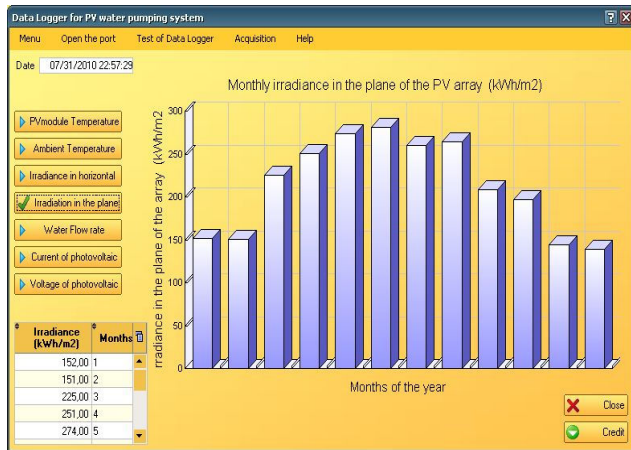 Data Logger for PV water pumping system
Menu Open the port Test of Data Logger Acquisition Help
Date 07/31/2010 22:57:29
PVmodule Temperature
Ambient Temperature
Irradiance in horizontal
Irradiation in the plane
Water Flow rate
Current of photovoltaic
Voltage of photovoltaic
Irradiance (kWh/m2) Months
152,00 1
151,00 2
225,00 3
251,00 4
274,00 5
Monthly irradiance in the plane of the PV array (kWh/m2)
rradiance in the plane of the array (kWh/m2
300
250
200
150
100
50
0
Months of the year
Close
Credit